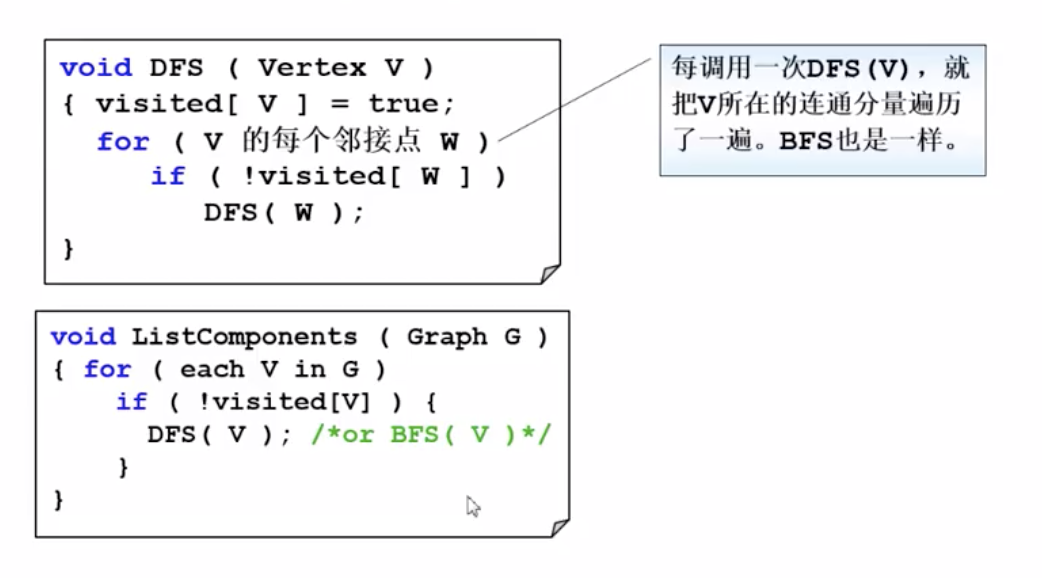 void DFS ( Vertex V )
{ visited[ V ] = true;
for ( V 的每个邻接点 W )
if ( !visited[ W ] )
DFS( W );
}
每调用一次DFS(V)，就
把V所在的连通分量遍历
了一遍。BFS也是一样。
void ListComponents ( Graph G )
{ for ( each V in G )
if ( !visited[V] ) {
DFS( V ); /*or BFS( V )*/
}
}